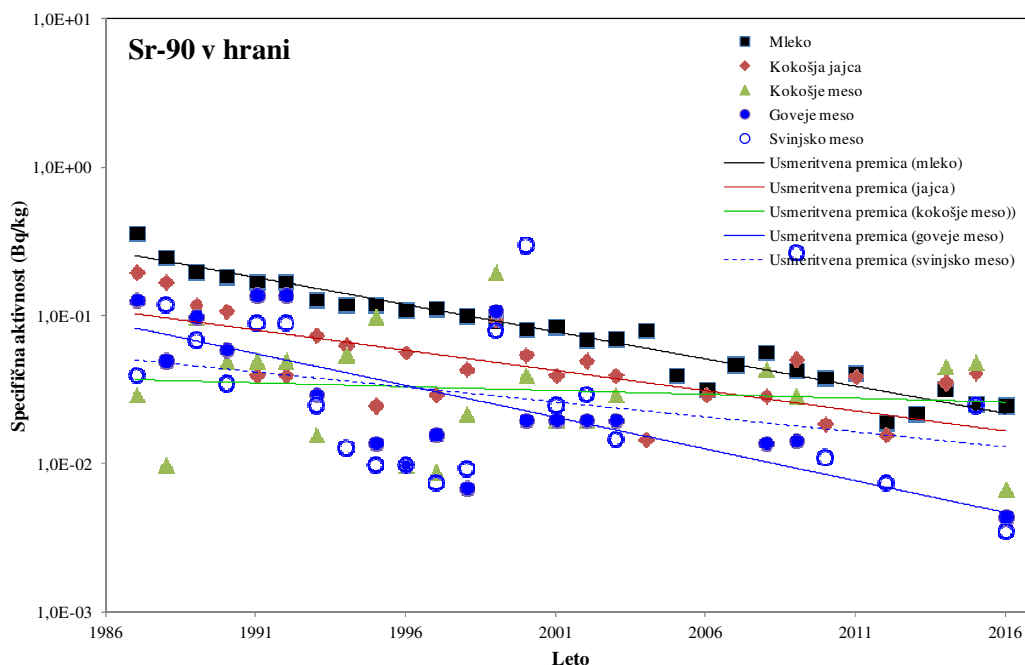 Sr-90 v hrani
Mleko
Kokošja jajca
Kokošje meso
Goveje meso
Svinjsko meso
Usmeritvena premica (mleko)
Usmeritvena premica (jajca)
Usmeritvena premica (kokošje meso))
Usmeritvena premica (goveje meso)
Usmeritvena premica (svinjsko meso)
Specifična aktivnost (Bq/kg)
1,0E+01
1,0E+00
1,0E-01
1,0E-02
1,0E-03
1986 1991 1996 2001 2006 2011 2016
Leto